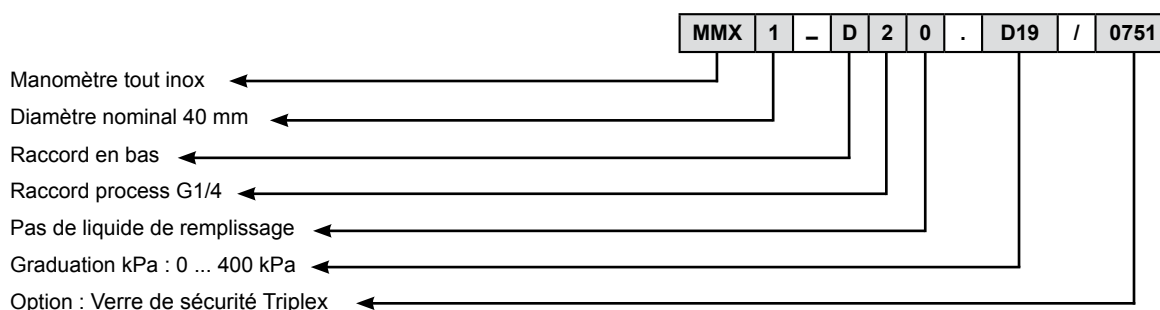 MMX 1 – D 2 0 . D19 / 0751
Manomètre tout inox
Diamètre nominal 40 mm
Raccord en bas
Raccord process G1/4
Pas de liquide de remplissage
Graduation kPa : 0 ... 400 kPa
Option : Verre de sécurité Triplex